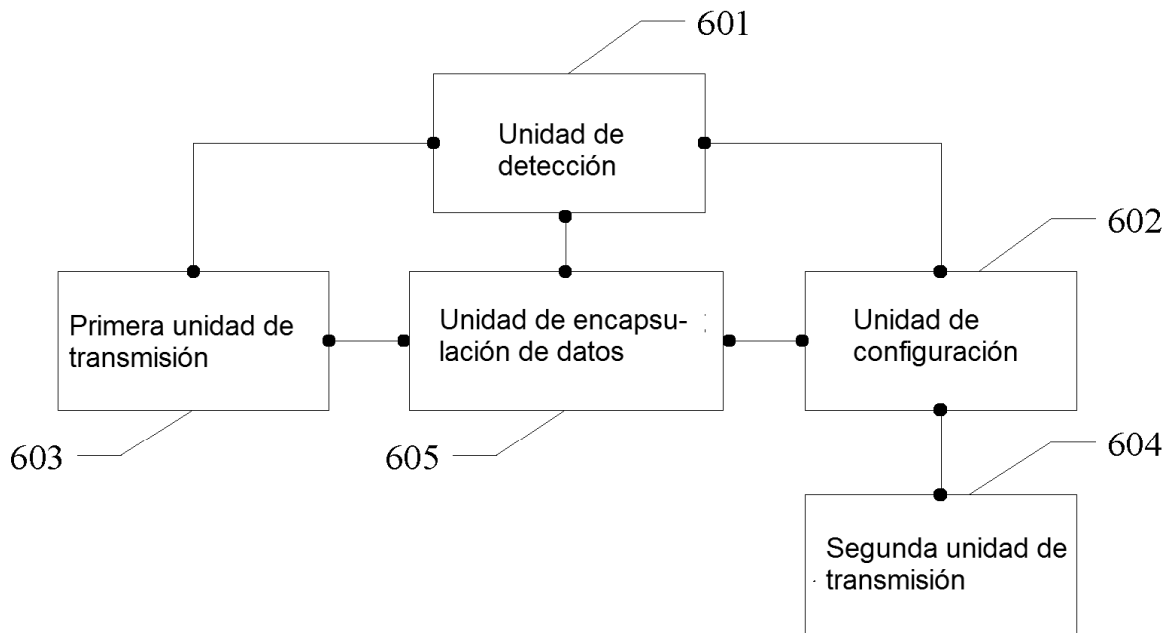 601
Unidad de
detección
602
Primera unidad de
transmisión
Unidad de encapsu-
lación de datos
Unidad de
configuración
603
605
604
Segunda unidad de
transmisión